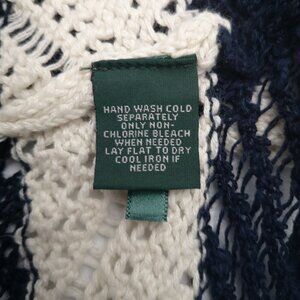 HAND WASH COLD
SEPARATELY
ONLY NON-
CHLORINE BLEACH
WHEN NEEDED
LAY FLAT TO DRY
COOL IRON IF
NEEDED